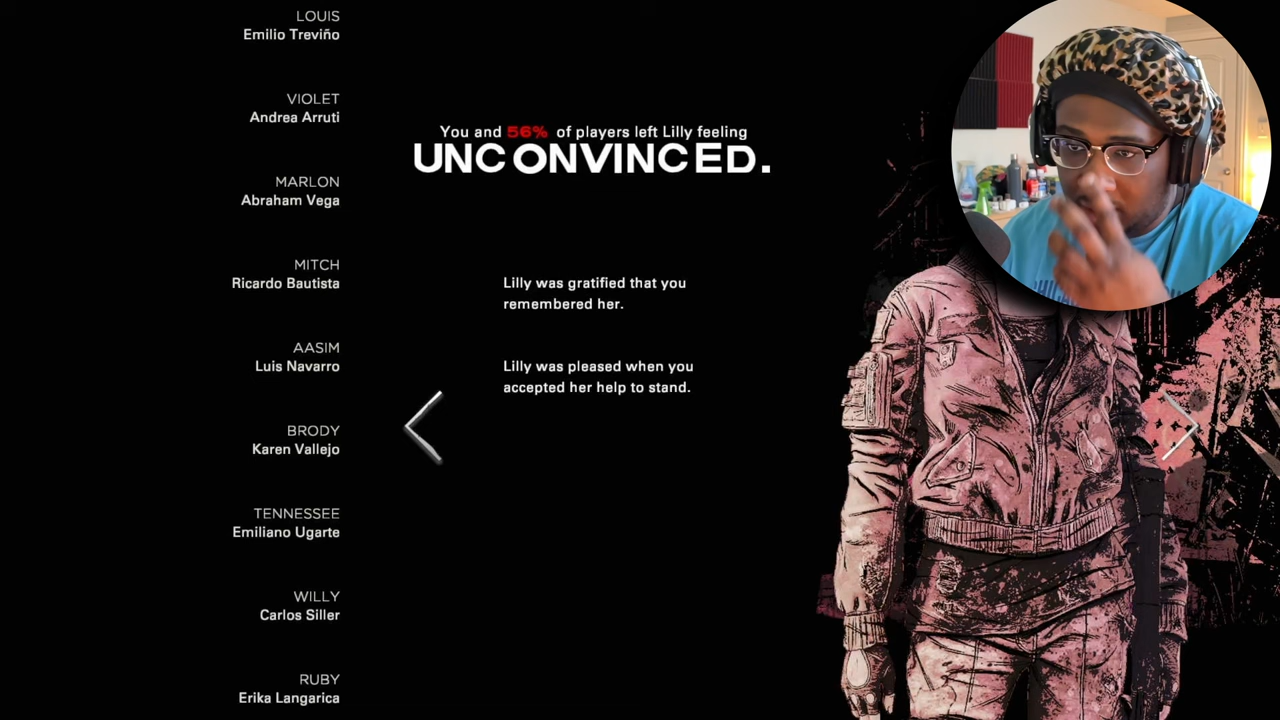 LOUIS
Emilio Treviño
VIOLET
Andrea Arruti
MARLON
Abraham Vega
MITCH
Ricardo Bautista
AASIM
Luis Navarro
BRODY
Karen Vallejo
TENNESSEE
Emiliano Ugarte
WILLY
Carlos Siller
RUBY
Erika Langarica
You and 56% of players left Lilly feeling
UNCONVINCED.
Lilly was gratified that you
remembered her.
Lilly was pleased when you
accepted her help to stand.